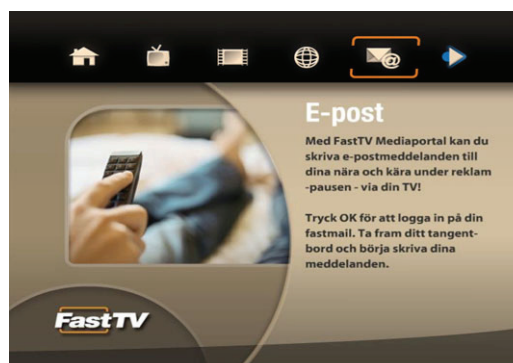 E-post
Med FastTV Mediaportal kan du
skriva e-postmeddelanden till
dina nära och kära under reklam
-pausen - via din TV!
Tryck OK för att logga in på din
fastmail. Ta fram ditt tangent-
bord och börja skriva dina
meddelanden.
FastTV